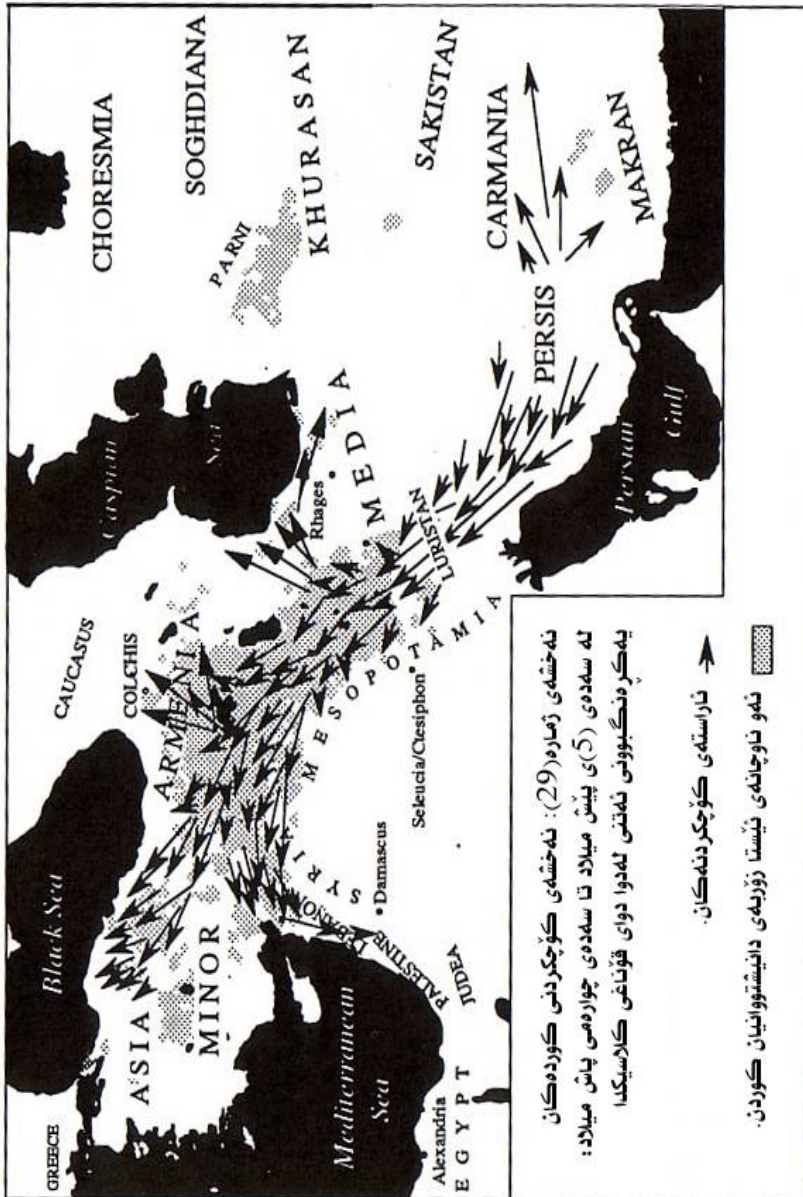 GREECE
Black Sea
CAUCASUS
COLCHIS
Caspian
Sea
CHORESMIA
SOGHDIANA
PARNI
KHURASAN
ASIA
MINOR
ARMENIA
Rhages
MEDIA
SAKISTAN
Mediterranean
Sea
LEBANON
SYRIA
MESOPOTAMIA
LURISTAN
PERSIS
CARMANIA
MAKRAN
Damascus
Seleucia/Ctesiphon
PALESTINE
JUDEA
Alexandria
EGYPT
Persian
Gulf
نەخشەی ژمارە(29): نەخشەی کۆچکردنی کوردەکان
لە سەدەی (5)ی پێش میلاد تا سەدەی چوارەمی پاش میلاد:
یەکڕەنگبوونی ئەتنی لەدوا دوای قۆناغی کلاسیکدا
ئاراستەی کۆچکردنەکان.
ئەو ناوچانەی ئێستا زۆربەی دانیشتووانیان کوردن.